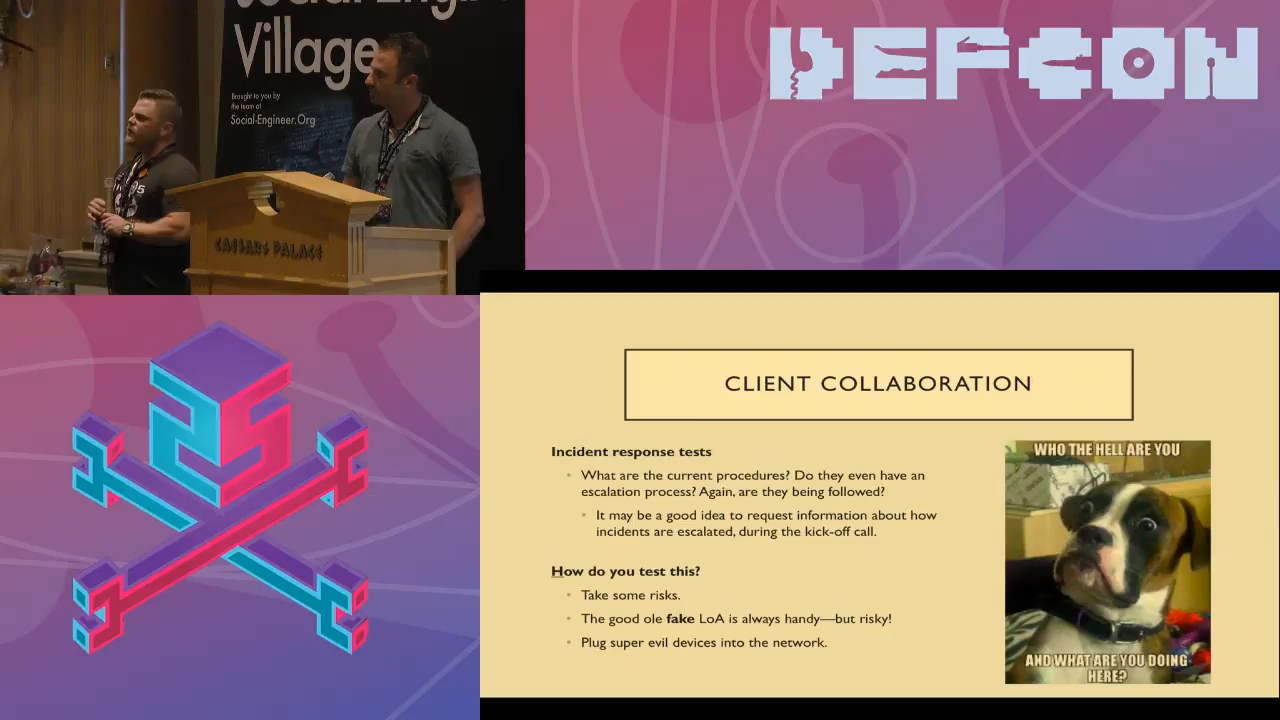 Village
Brought to you by
the team at
Social-Engineer.Org
CAESARS PALACE
DEFCON
CLIENT COLLABORATION
Incident response tests
• What are the current procedures? Do they even have an
escalation process? Again, are they being followed?
• It may be a good idea to request information about how
incidents are escalated, during the kick-off call.
How do you test this?
• Take some risks.
• The good ole fake LoA is always handy—but risky!
• Plug super evil devices into the network.
WHO THE HELL ARE YOU
AND WHAT ARE YOU DOING
HERE?